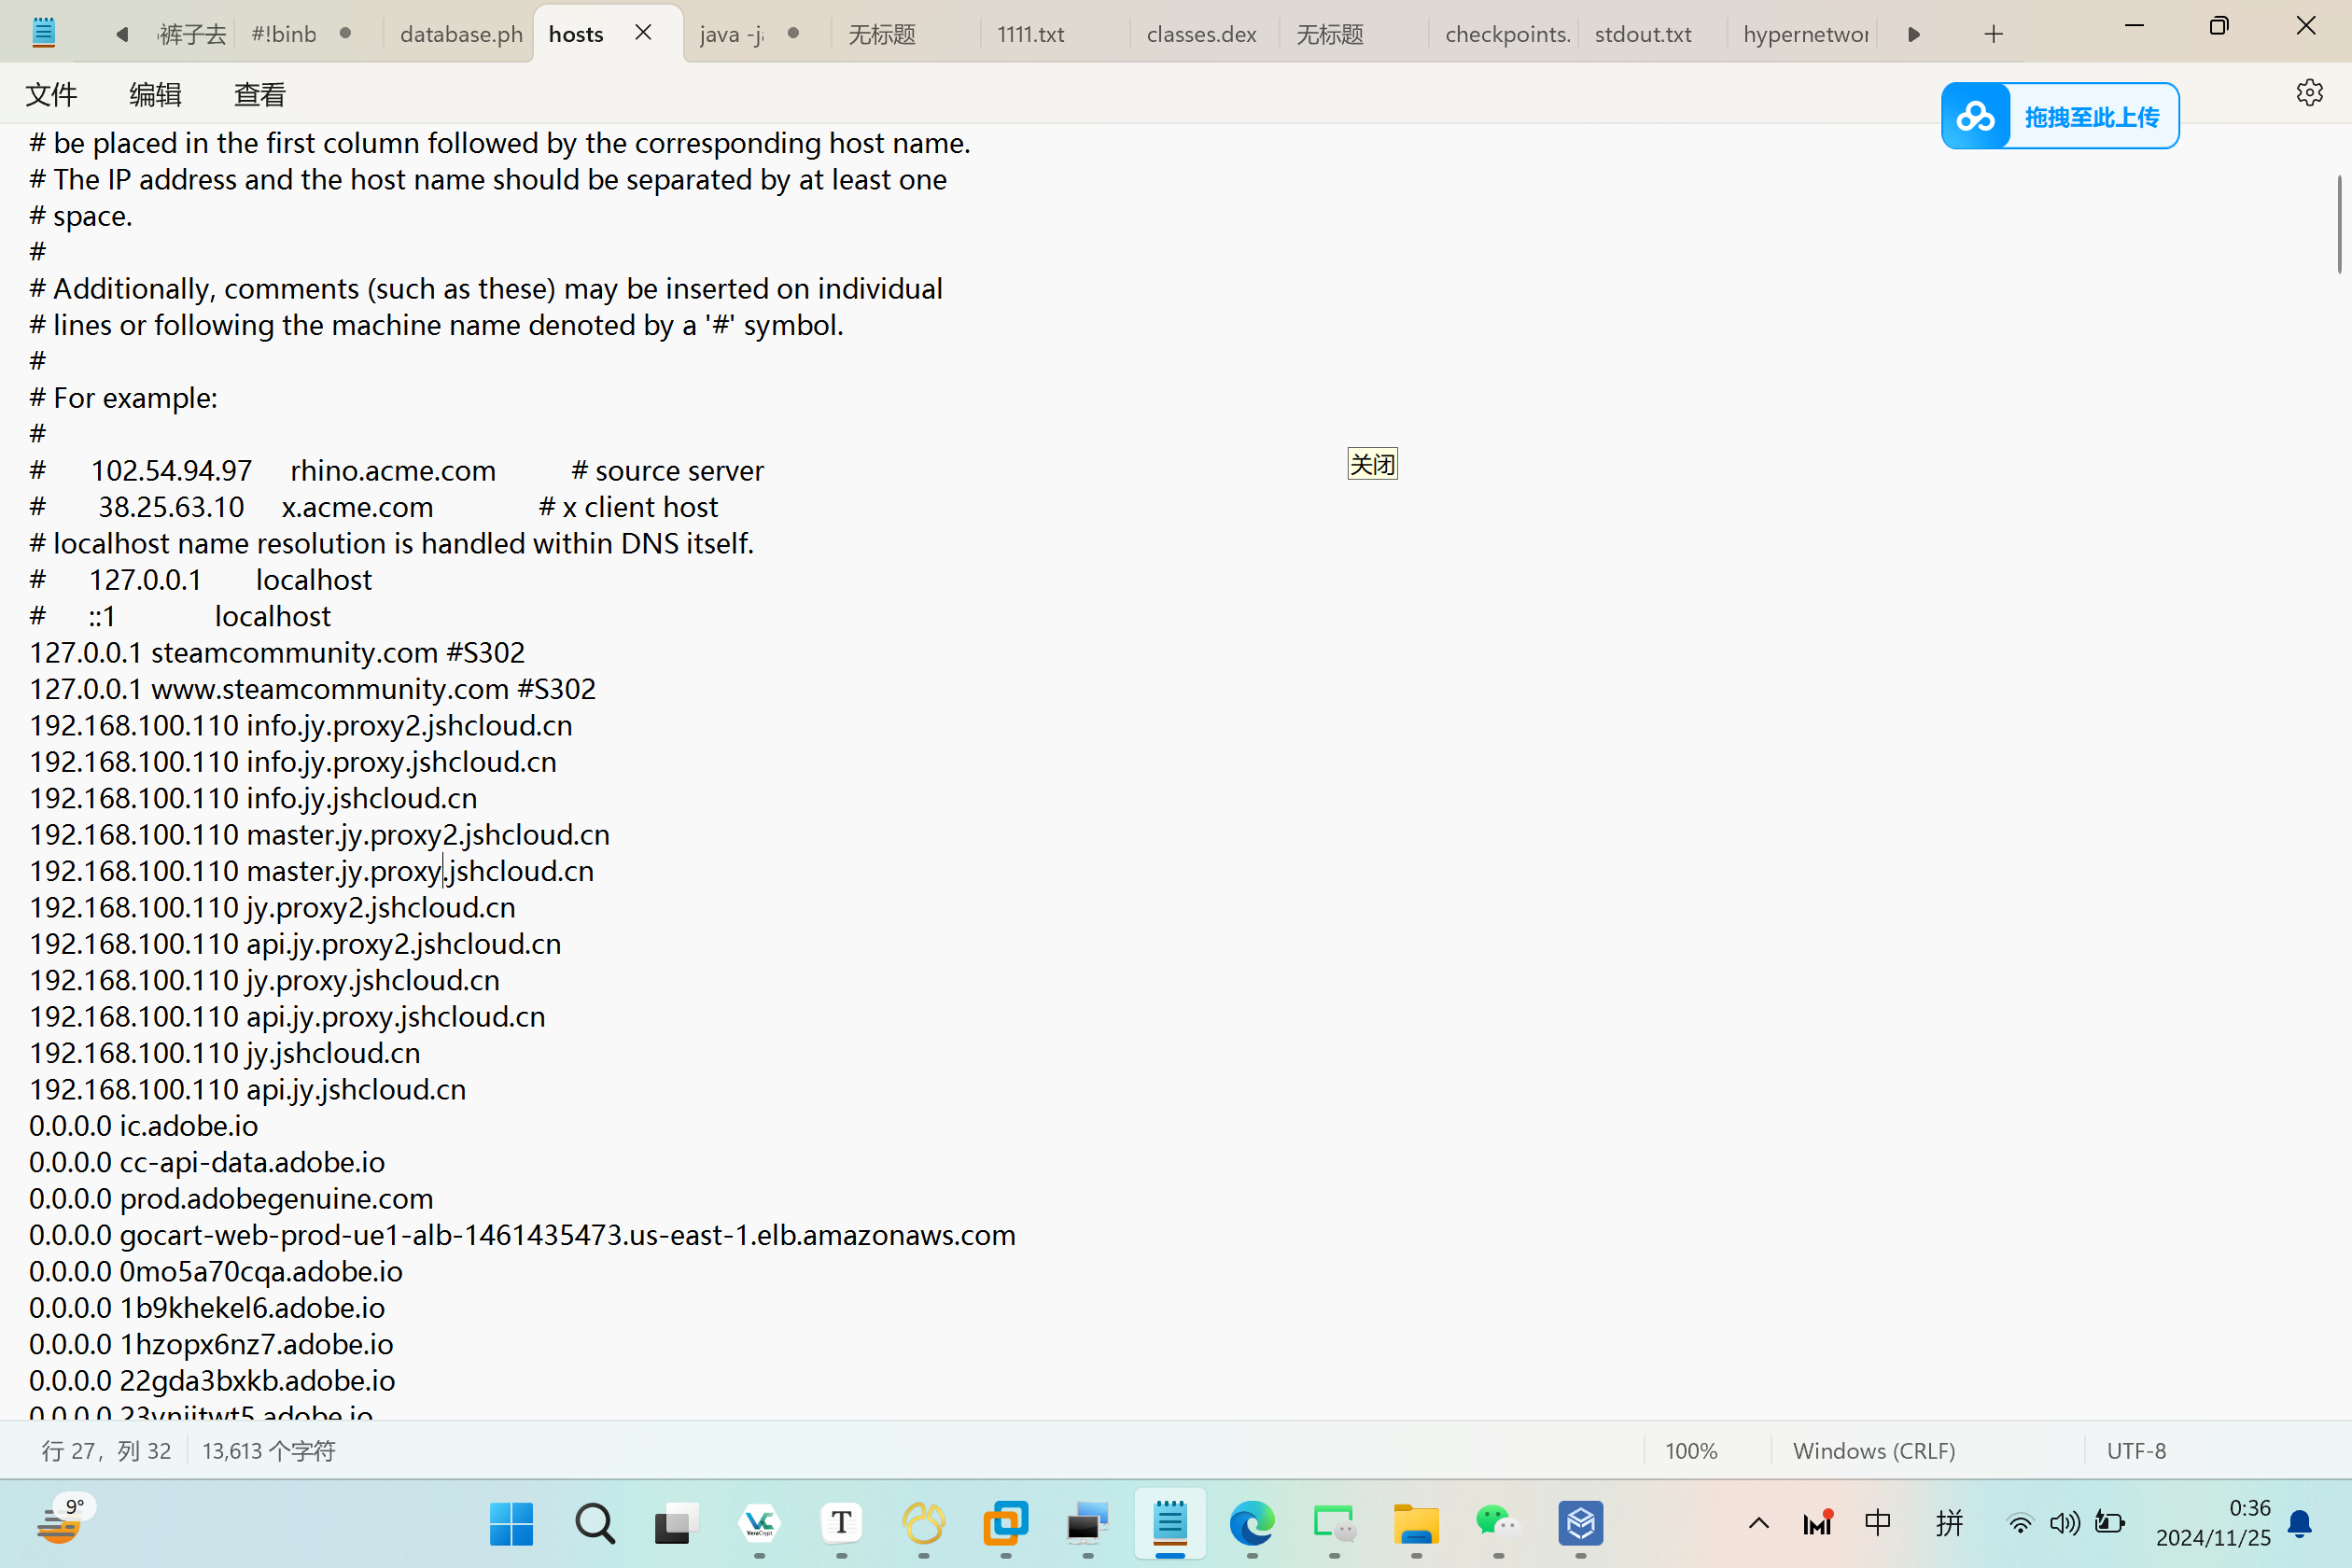 裤子去
#!binb
database.ph
hosts
java -ja
无标题
1111.txt
classes.dex
无标题
checkpoints.
stdout.txt
hypernetwor
文件
编辑
查看
拖拽至此上传
# be placed in the first column followed by the corresponding host name.
# The IP address and the host name should be separated by at least one
# space.
#
# Additionally, comments (such as these) may be inserted on individual
# lines or following the machine name denoted by a '#' symbol.
#
# For example:
#
# 102.54.94.97 rhino.acme.com # source server
关闭
# 38.25.63.10 x.acme.com # x client host
# localhost name resolution is handled within DNS itself.
# 127.0.0.1 localhost
# ::1 localhost
127.0.0.1 steamcommunity.com #S302
127.0.0.1 www.steamcommunity.com #S302
192.168.100.110 info.jy.proxy2.jshcloud.cn
192.168.100.110 info.jy.proxy.jshcloud.cn
192.168.100.110 info.jy.jshcloud.cn
192.168.100.110 master.jy.proxy2.jshcloud.cn
192.168.100.110 master.jy.proxy.jshcloud.cn
192.168.100.110 jy.proxy2.jshcloud.cn
192.168.100.110 api.jy.proxy2.jshcloud.cn
192.168.100.110 jy.proxy.jshcloud.cn
192.168.100.110 api.jy.proxy.jshcloud.cn
192.168.100.110 jy.jshcloud.cn
192.168.100.110 api.jy.jshcloud.cn
0.0.0.0 ic.adobe.io
0.0.0.0 cc-api-data.adobe.io
0.0.0.0 prod.adobegenuine.com
0.0.0.0 gocart-web-prod-ue1-alb-1461435473.us-east-1.elb.amazonaws.com
0.0.0.0 0mo5a70cqa.adobe.io
0.0.0.0 1b9khekel6.adobe.io
0.0.0.0 1hzopx6nz7.adobe.io
0.0.0.0 22gda3bxkb.adobe.io
0.0.0.0 23ynjitwt5.adobe.io
行 27，列 32
13,613 个字符
100%
Windows (CRLF)
UTF-8
9°
VeraCrypt
T
中
拼
0:36
2024/11/25